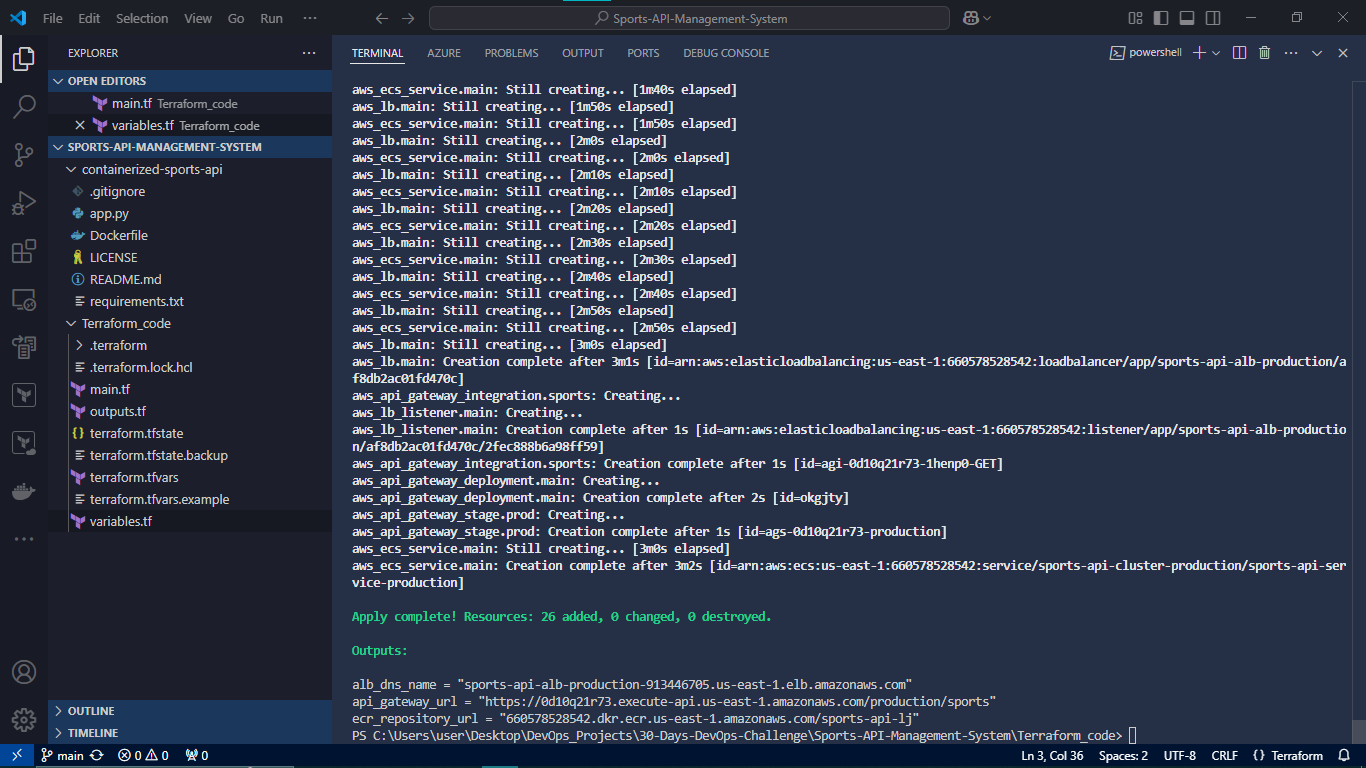 File Edit Selection View Go Run ···
Sports-API-Management-System
EXPLORER
OPEN EDITORS
main.tf Terraform_code
variables.tf Terraform_code
SPORTS-API-MANAGEMENT-SYSTEM
containerized-sports-api
.gitignore
app.py
Dockerfile
LICENSE
README.md
requirements.txt
Terraform_code
.terraform
.terraform.lock.hcl
main.tf
outputs.tf
terraform.tfstate
terraform.tfstate.backup
terraform.tfvars
terraform.tfvars.example
variables.tf
OUTLINE
TIMELINE
TERMINAL AZURE PROBLEMS OUTPUT PORTS DEBUG CONSOLE
powershell
aws_ecs_service.main: Still creating... [1m40s elapsed]
aws_lb.main: Still creating... [1m50s elapsed]
aws_ecs_service.main: Still creating... [1m50s elapsed]
aws_lb.main: Still creating... [2m0s elapsed]
aws_ecs_service.main: Still creating... [2m0s elapsed]
aws_lb.main: Still creating... [2m10s elapsed]
aws_ecs_service.main: Still creating... [2m10s elapsed]
aws_lb.main: Still creating... [2m20s elapsed]
aws_ecs_service.main: Still creating... [2m20s elapsed]
aws_lb.main: Still creating... [2m30s elapsed]
aws_ecs_service.main: Still creating... [2m30s elapsed]
aws_lb.main: Still creating... [2m40s elapsed]
aws_ecs_service.main: Still creating... [2m40s elapsed]
aws_lb.main: Still creating... [2m50s elapsed]
aws_ecs_service.main: Still creating... [2m50s elapsed]
aws_lb.main: Still creating... [3m0s elapsed]
aws_lb.main: Creation complete after 3m1s [id=arn:aws:elasticloadbalancing:us-east-1:660578528542:loadbalancer/app/sports-api-alb-production/a
f8db2ac01fd470c]
aws_api_gateway_integration.sports: Creating...
aws_lb_listener.main: Creating...
aws_lb_listener.main: Creation complete after 1s [id=arn:aws:elasticloadbalancing:us-east-1:660578528542:listener/app/sports-api-alb-productio
n/af8db2ac01fd470c/2fec888b6a98ff59]
aws_api_gateway_integration.sports: Creation complete after 1s [id=agi-0d10q21r73-1henp0-GET]
aws_api_gateway_deployment.main: Creating...
aws_api_gateway_deployment.main: Creation complete after 2s [id=okgjty]
aws_api_gateway_stage.prod: Creating...
aws_api_gateway_stage.prod: Creation complete after 1s [id=ags-0d10q21r73-production]
aws_ecs_service.main: Still creating... [3m0s elapsed]
aws_ecs_service.main: Creation complete after 3m2s [id=arn:aws:ecs:us-east-1:660578528542:service/sports-api-cluster-production/sports-api-ser
vice-production]
Apply complete! Resources: 26 added, 0 changed, 0 destroyed.
Outputs:
alb_dns_name = "sports-api-alb-production-913446705.us-east-1.elb.amazonaws.com"
api_gateway_url = "https://0d10q21r73.execute-api.us-east-1.amazonaws.com/production/sports"
ecr_repository_url = "660578528542.dkr.ecr.us-east-1.amazonaws.com/sports-api-lj"
PS C:\Users\user\Desktop\DevOps_Projects\30-Days-DevOps-Challenge\Sports-API-Management-System\Terraform_code>
main 0 0 0 Ln 3, Col 36 Spaces: 2 UTF-8 CRLF {} Terraform